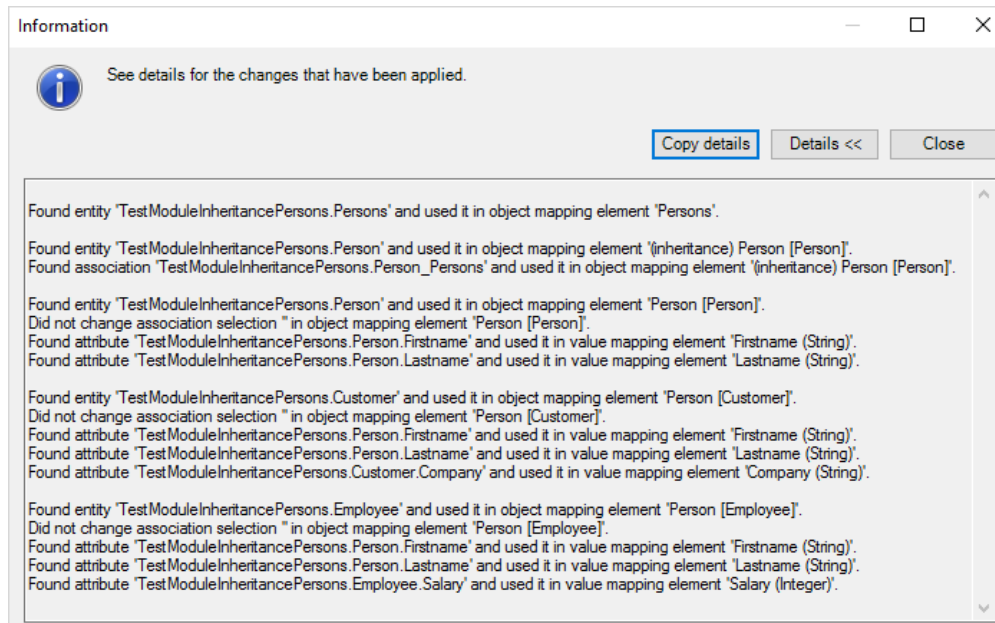 Information
See details for the changes that have been applied.
Copy details Details << Close
Found entity 'TestModuleInheritancePersons.Persons' and used it in object mapping element 'Persons'.
Found entity 'TestModuleInheritancePersons.Person' and used it in object mapping element '(inheritance) Person [Person]'.
Found association 'TestModuleInheritancePersons.Person_Persons' and used it in object mapping element '(inheritance) Person [Person]'.
Found entity 'TestModuleInheritancePersons.Person' and used it in object mapping element 'Person [Person]'.
Did not change association selection '' in object mapping element 'Person [Person]'.
Found attribute 'TestModuleInheritancePersons.Person.Firstname' and used it in value mapping element 'Firstname (String)'.
Found attribute 'TestModuleInheritancePersons.Person.Lastname' and used it in value mapping element 'Lastname (String)'.
Found entity 'TestModuleInheritancePersons.Customer' and used it in object mapping element 'Person [Customer]'.
Did not change association selection '' in object mapping element 'Person [Customer]'.
Found attribute 'TestModuleInheritancePersons.Person.Firstname' and used it in value mapping element 'Firstname (String)'.
Found attribute 'TestModuleInheritancePersons.Person.Lastname' and used it in value mapping element 'Lastname (String)'.
Found attribute 'TestModuleInheritancePersons.Customer.Company' and used it in value mapping element 'Company (String)'.
Found entity 'TestModuleInheritancePersons.Employee' and used it in object mapping element 'Person [Employee]'.
Did not change association selection '' in object mapping element 'Person [Employee]'.
Found attribute 'TestModuleInheritancePersons.Person.Firstname' and used it in value mapping element 'Firstname (String)'.
Found attribute 'TestModuleInheritancePersons.Person.Lastname' and used it in value mapping element 'Lastname (String)'.
Found attribute 'TestModuleInheritancePersons.Employee.Salary' and used it in value mapping element 'Salary (Integer)'.